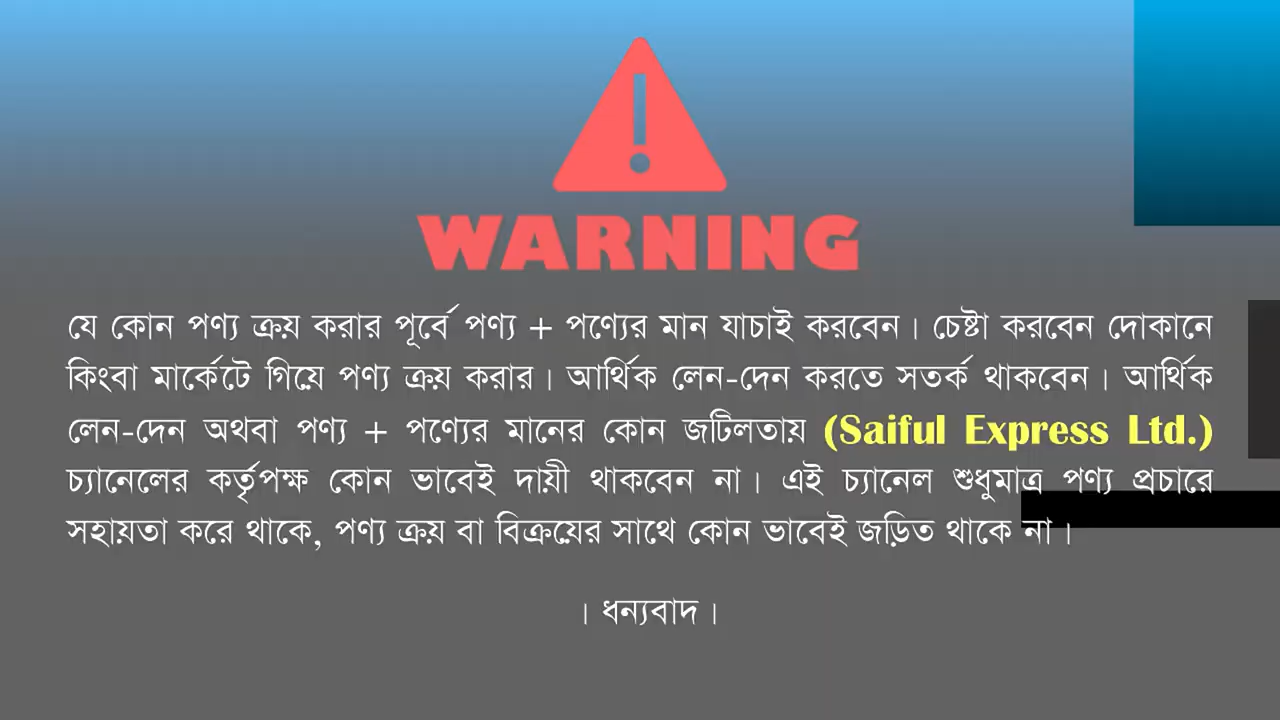 WARNING
যে কোন পণ্য ক্রয় করার পূর্বে পণ্য + পণ্যের মান যাচাই করবেন। চেষ্টা করবেন দোকানে
কিংবা মার্কেটে গিয়ে পণ্য ক্রয় করার। আর্থিক লেন-দেন করতে সতর্ক থাকবেন। আর্থিক
লেন-দেন অথবা পণ্য + পণ্যের মানের কোন জটিলতায় (Saiful Express Ltd.)
চ্যানেলের কর্তৃপক্ষ কোন ভাবেই দায়ী থাকবেন না। এই চ্যানেল শুধুমাত্র পণ্য প্রচারে
সহায়তা করে থাকে, পণ্য ক্রয় বা বিক্রয়ের সাথে কোন ভাবেই জড়িত থাকে না।
। ধন্যবাদ।